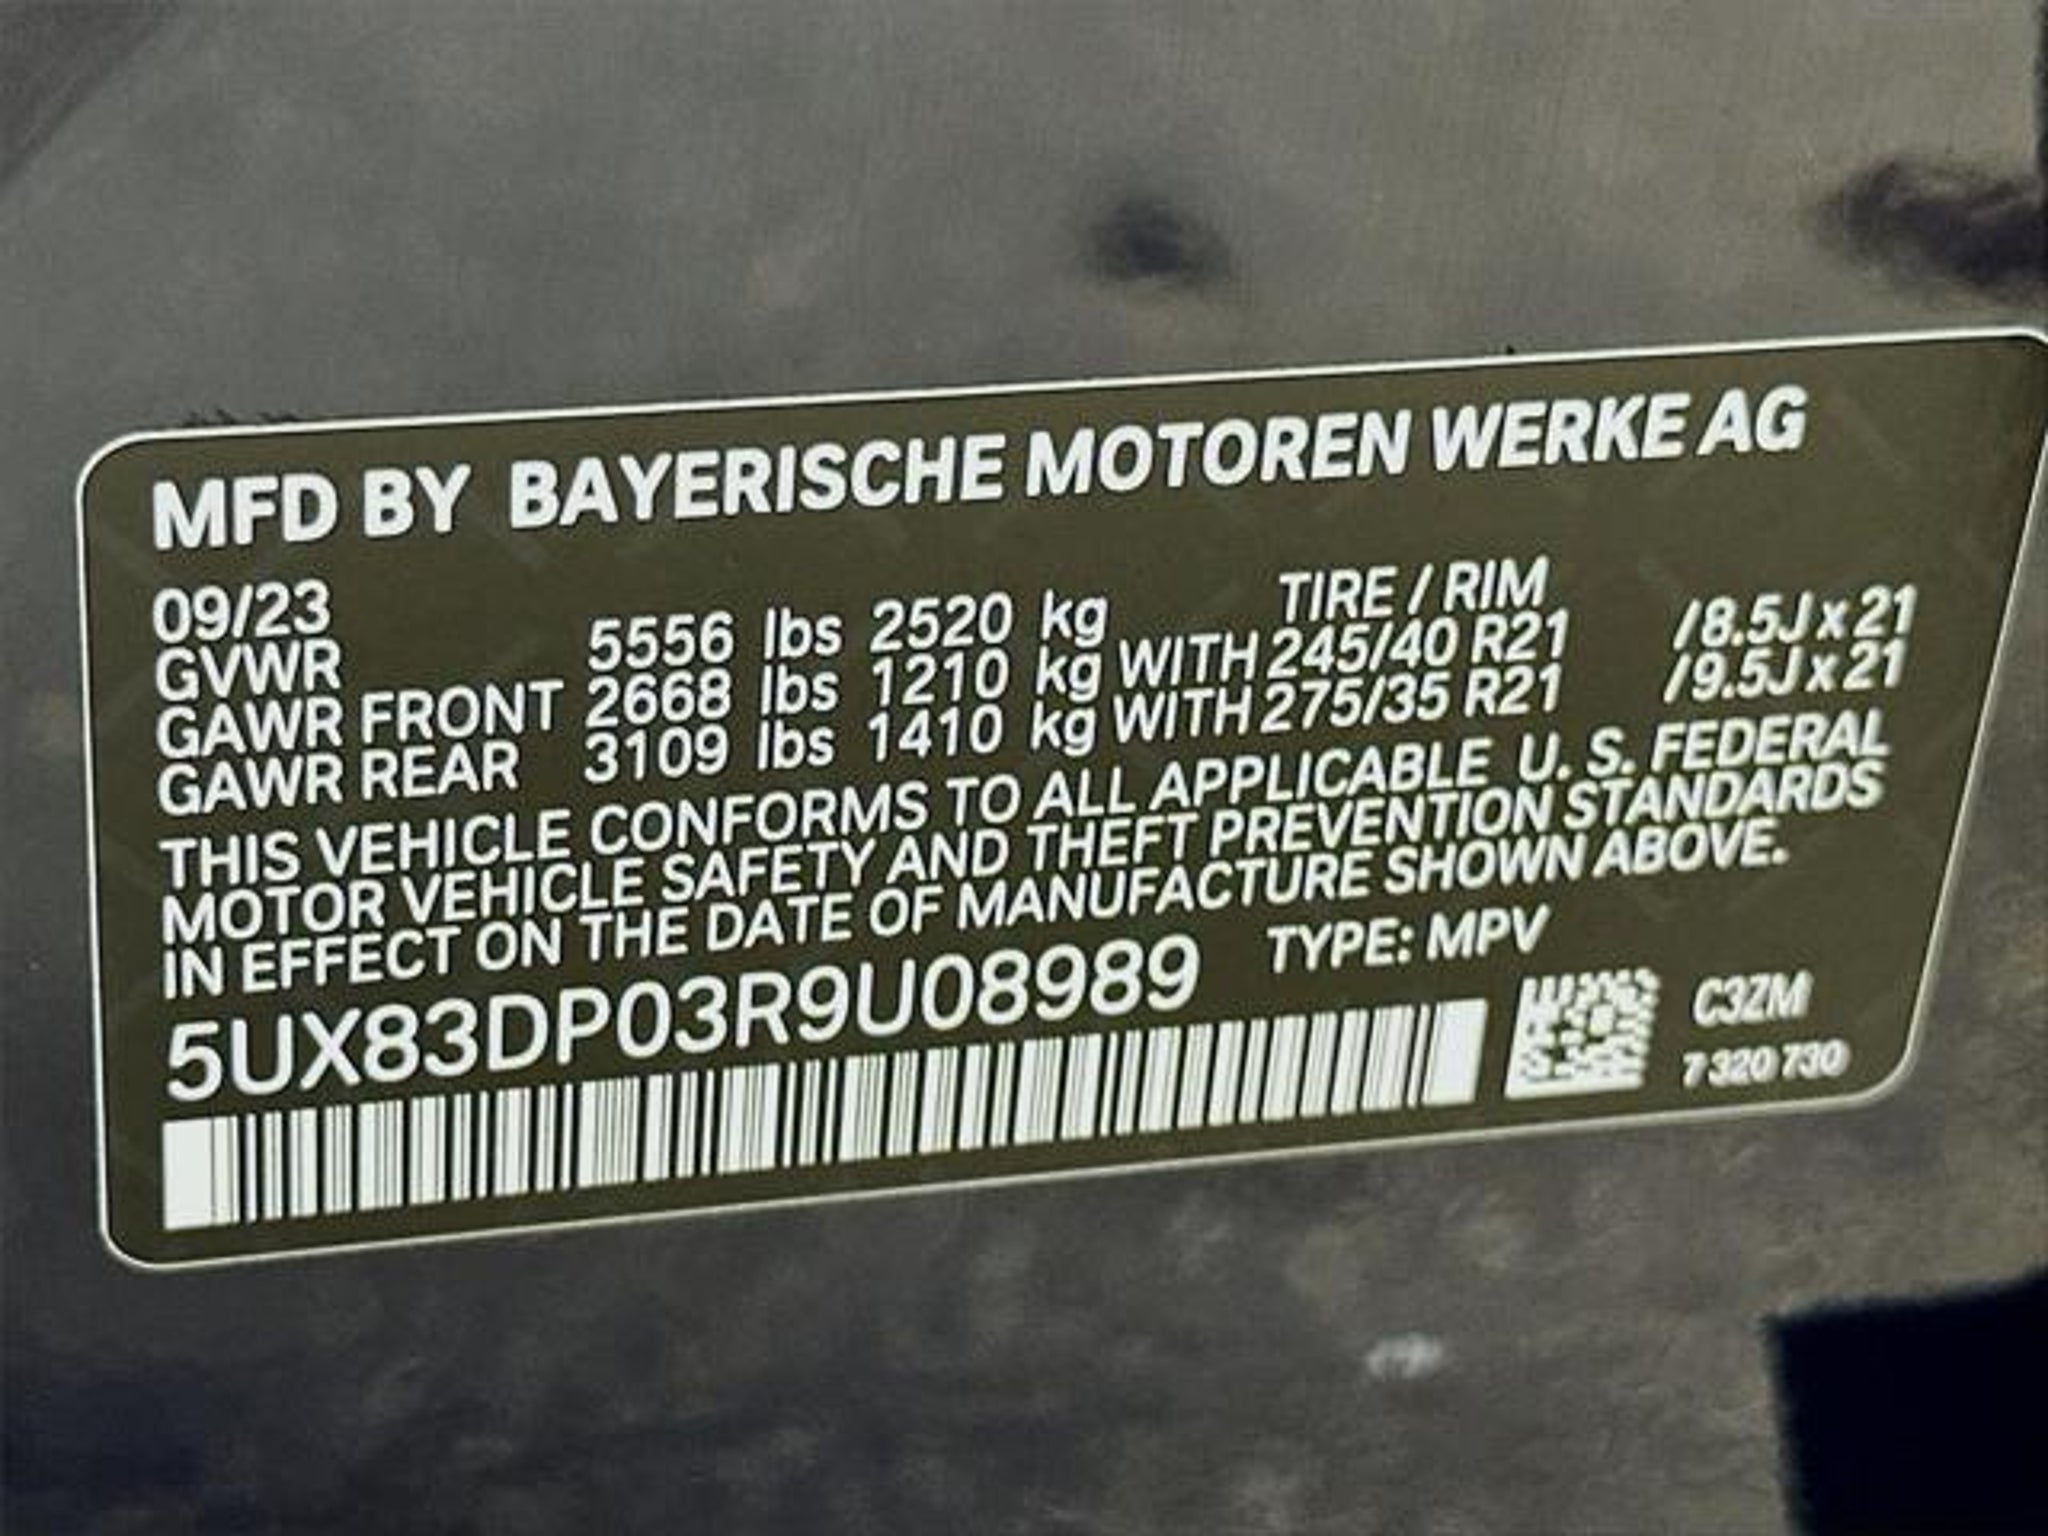 MFD BY BAYERISCHE MOTOREN WERKE AG
09/23 TIRE / RIM
GVWR 5556 lbs 2520 kg
GAWR FRONT 2668 lbs 1210 kg WITH 245/40 R21 /8.5J x 21
GAWR REAR 3109 lbs 1410 kg WITH 275/35 R21 /9.5J x 21
THIS VEHICLE CONFORMS TO ALL APPLICABLE U. S. FEDERAL
MOTOR VEHICLE SAFETY AND THEFT PREVENTION STANDARDS
IN EFFECT ON THE DATE OF MANUFACTURE SHOWN ABOVE.
5UX83DP03R9U08989 TYPE: MPV
C3ZM
7 320 730